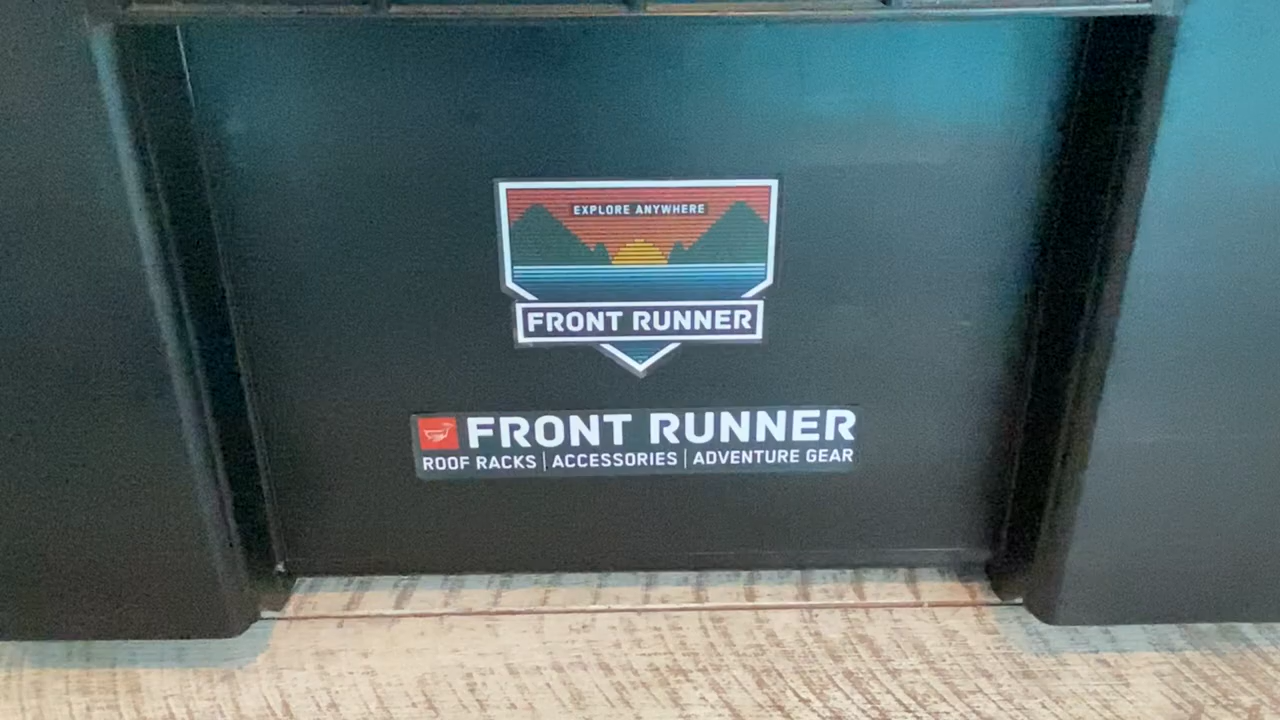 EXPLORE ANYWHERE
FRONT RUNNER
FRONT RUNNER
ROOF RACKS | ACCESSORIES | ADVENTURE GEAR